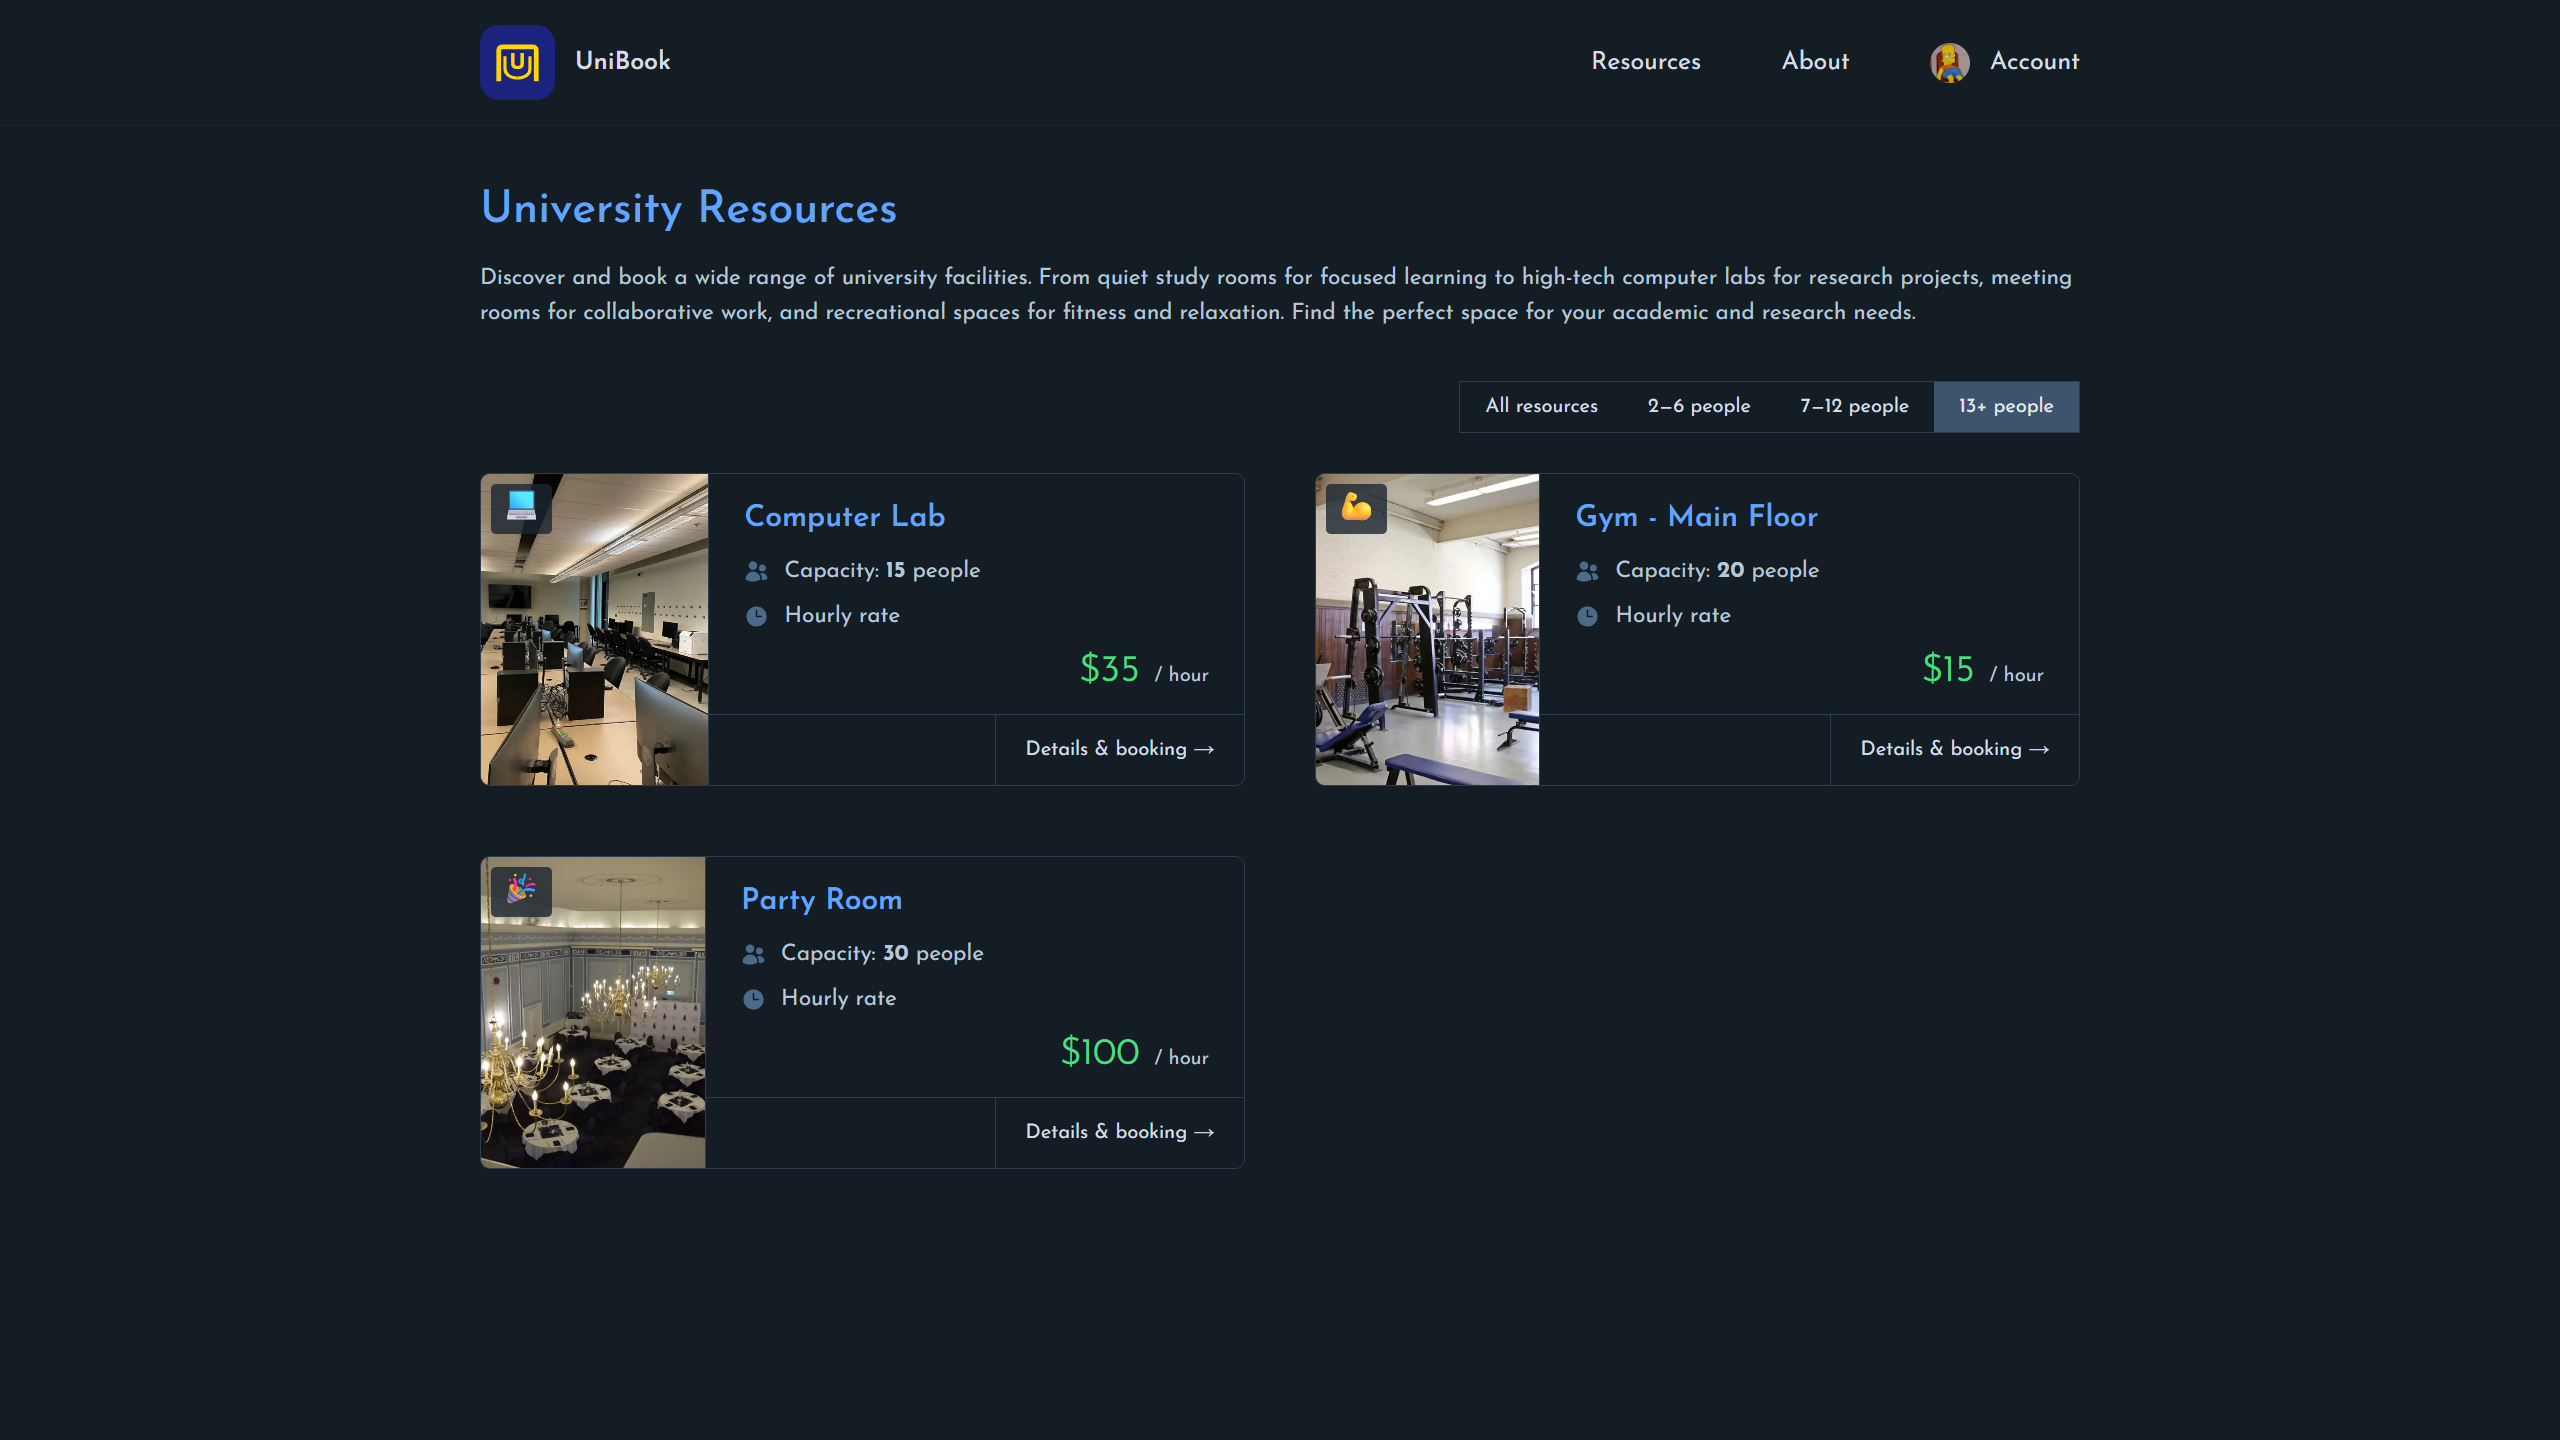 UniBook
Resources
About
Account
University Resources
Discover and book a wide range of university facilities. From quiet study rooms for focused learning to high-tech computer labs for research projects, meeting
rooms for collaborative work, and recreational spaces for fitness and relaxation. Find the perfect space for your academic and research needs.
All resources
2–6 people
7–12 people
13+ people
Computer Lab
Capacity: 15 people
Hourly rate
$35 / hour
Details & booking →
Gym - Main Floor
Capacity: 20 people
Hourly rate
$15 / hour
Details & booking →
Party Room
Capacity: 30 people
Hourly rate
$100 / hour
Details & booking →